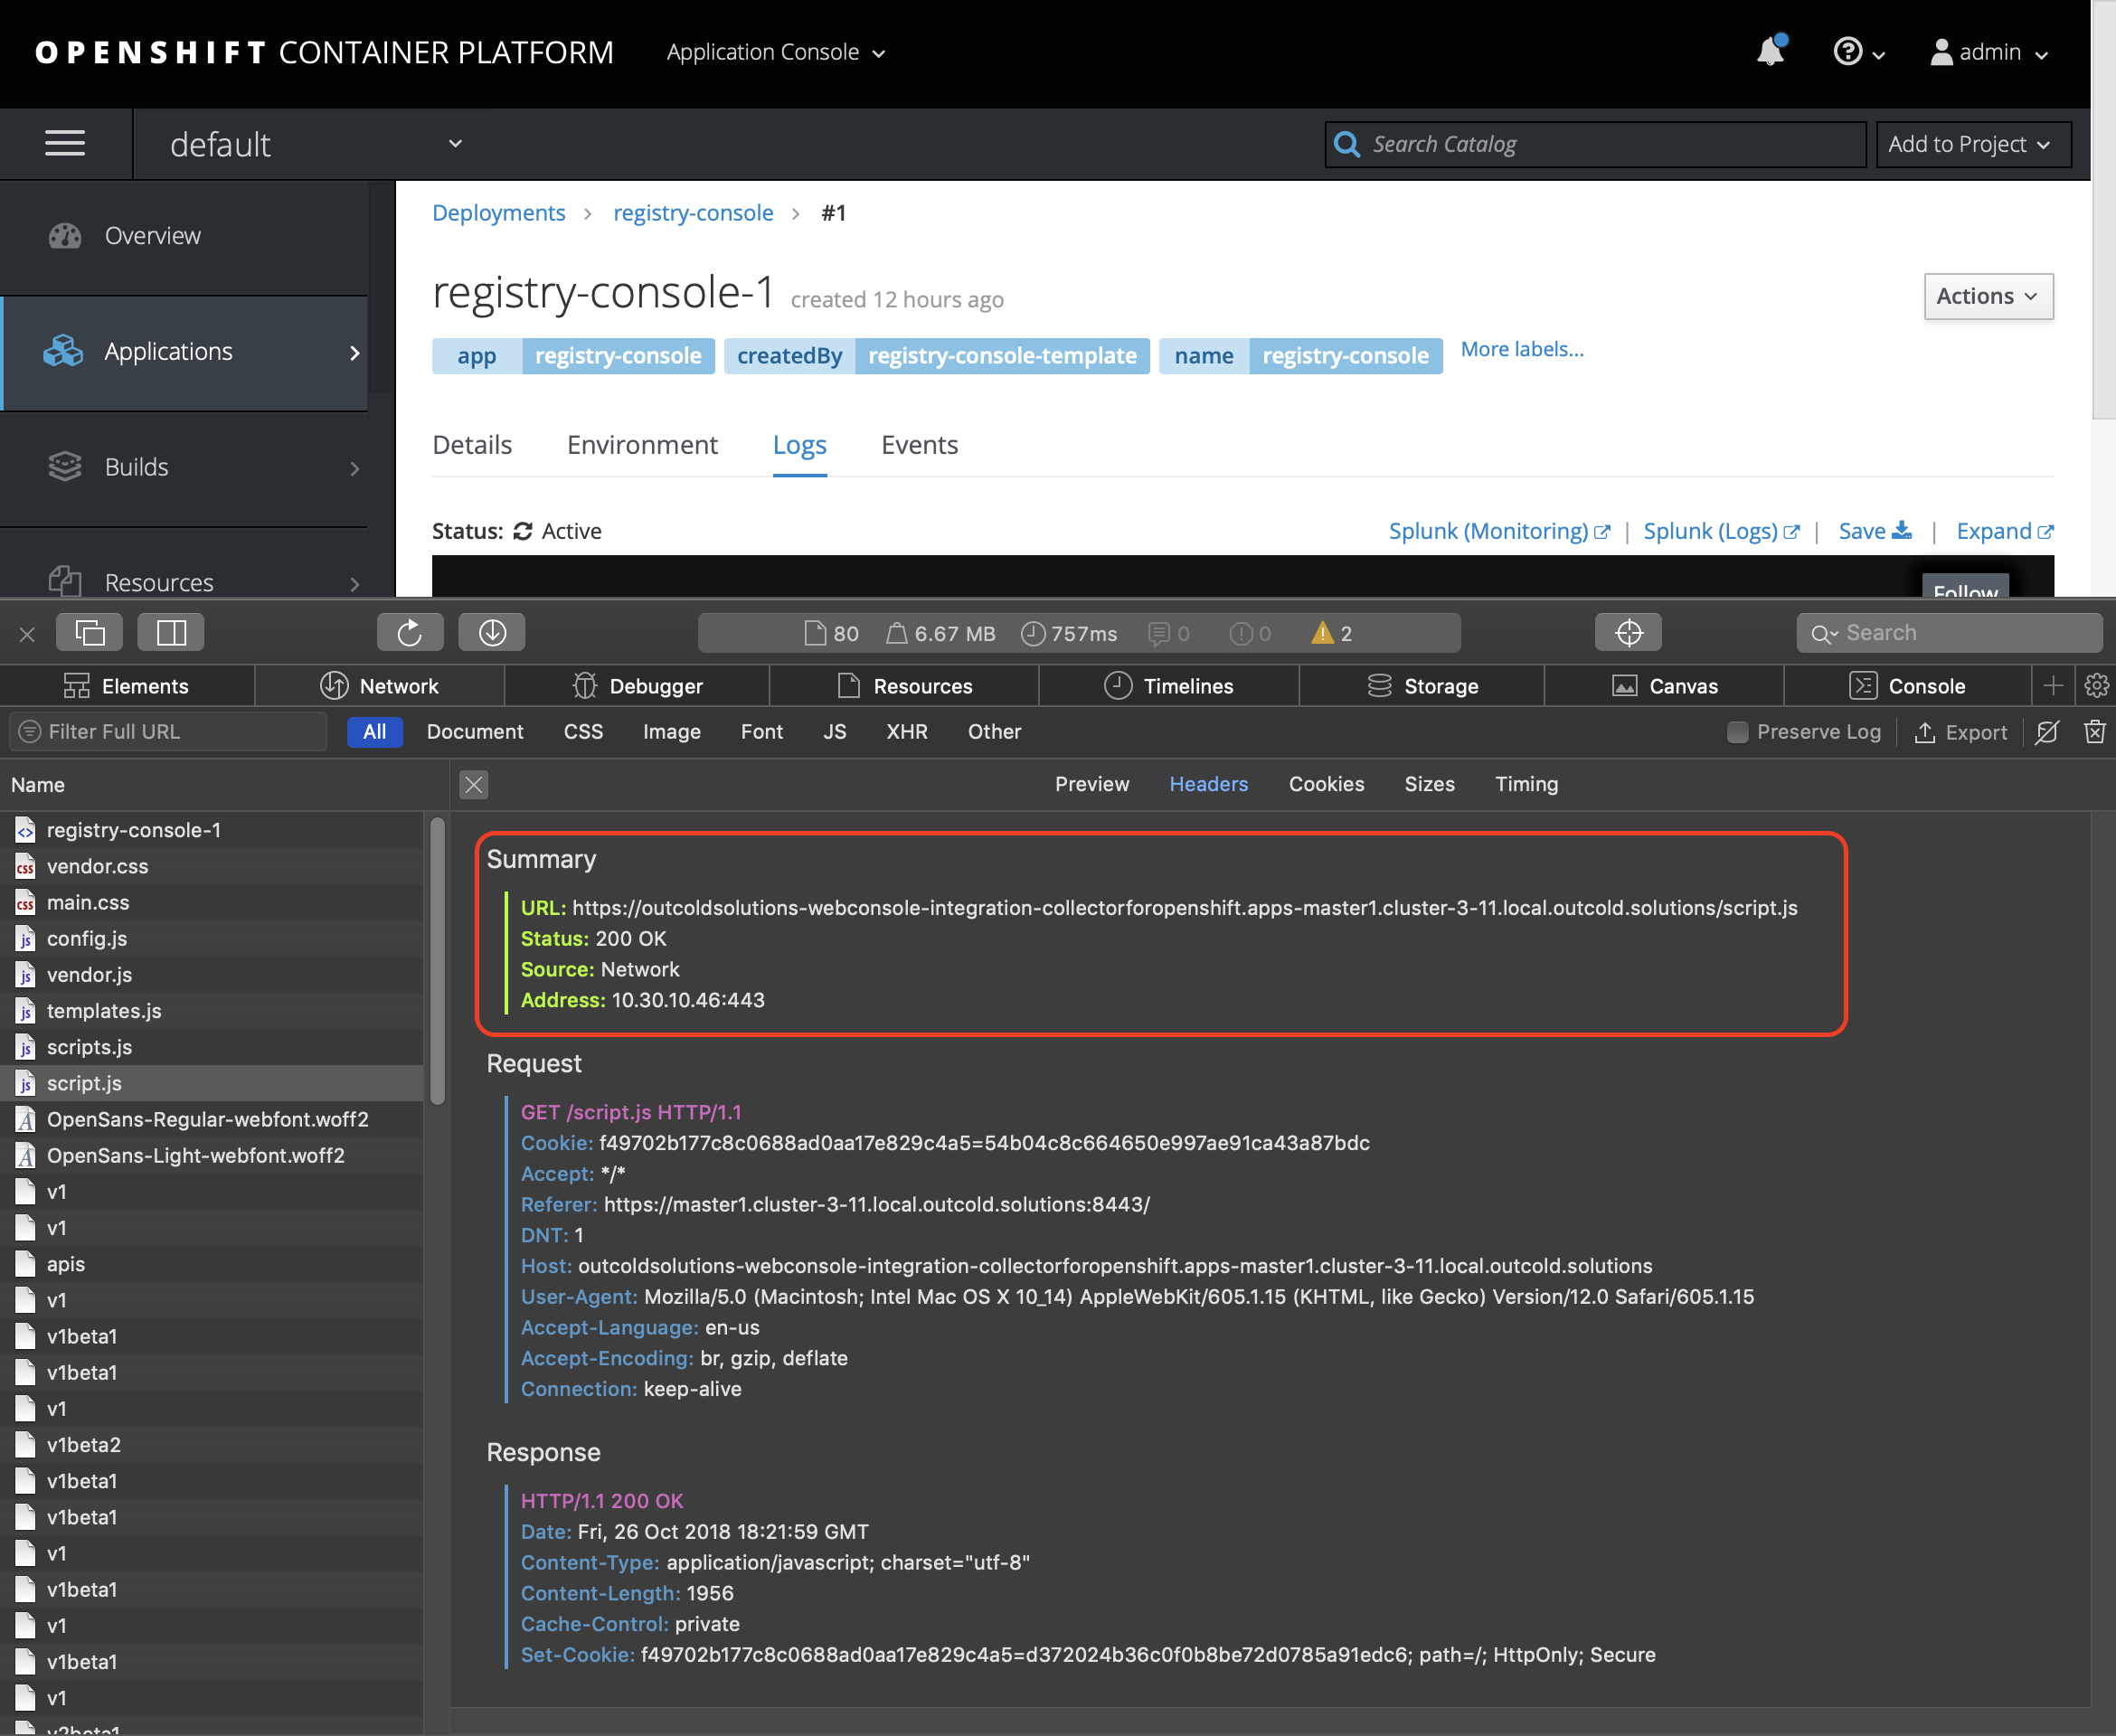 OPENSHIFT CONTAINER PLATFORM Application Console admin
default Search Catalog Add to Project
Overview
Applications
Builds
Resources
Deployments > registry-console > #1
registry-console-1 created 12 hours ago Actions
app registry-console createdBy registry-console-template name registry-console More labels...
Details Environment Logs Events
Status: Active Splunk (Monitoring) | Splunk (Logs) | Save | Expand
Follow
80 6.67 MB 757ms 0 0 2 Search
Elements Network Debugger Resources Timelines Storage Canvas Console
Filter Full URL All Document CSS Image Font JS XHR Other Preserve Log Export
Name Preview Headers Cookies Sizes Timing
registry-console-1
vendor.css
main.css
config.js
vendor.js
templates.js
scripts.js
script.js
OpenSans-Regular-webfont.woff2
OpenSans-Light-webfont.woff2
v1
v1
apis
v1
v1beta1
v1beta1
v1
v1beta2
v1beta1
v1beta1
v1
v1beta1
v1
v1beta1
v1
v2beta1
Summary
URL: https://outcoldsolutions-webconsole-integration-collectorforopenshift.apps-master1.cluster-3-11.local.outcold.solutions/script.js
Status: 200 OK
Source: Network
Address: 10.30.10.46:443
Request
GET /script.js HTTP/1.1
Cookie: f49702b177c8c0688ad0aa17e829c4a5=54b04c8c664650e997ae91ca43a87bdc
Accept: */*
Referer: https://master1.cluster-3-11.local.outcold.solutions:8443/
DNT: 1
Host: outcoldsolutions-webconsole-integration-collectorforopenshift.apps-master1.cluster-3-11.local.outcold.solutions
User-Agent: Mozilla/5.0 (Macintosh; Intel Mac OS X 10_14) AppleWebKit/605.1.15 (KHTML, like Gecko) Version/12.0 Safari/605.1.15
Accept-Language: en-us
Accept-Encoding: br, gzip, deflate
Connection: keep-alive
Response
HTTP/1.1 200 OK
Date: Fri, 26 Oct 2018 18:21:59 GMT
Content-Type: application/javascript; charset="utf-8"
Content-Length: 1956
Cache-Control: private
Set-Cookie: f49702b177c8c0688ad0aa17e829c4a5=d372024b36c0f0b8be72d0785a91edc6; path=/; HttpOnly; Secure